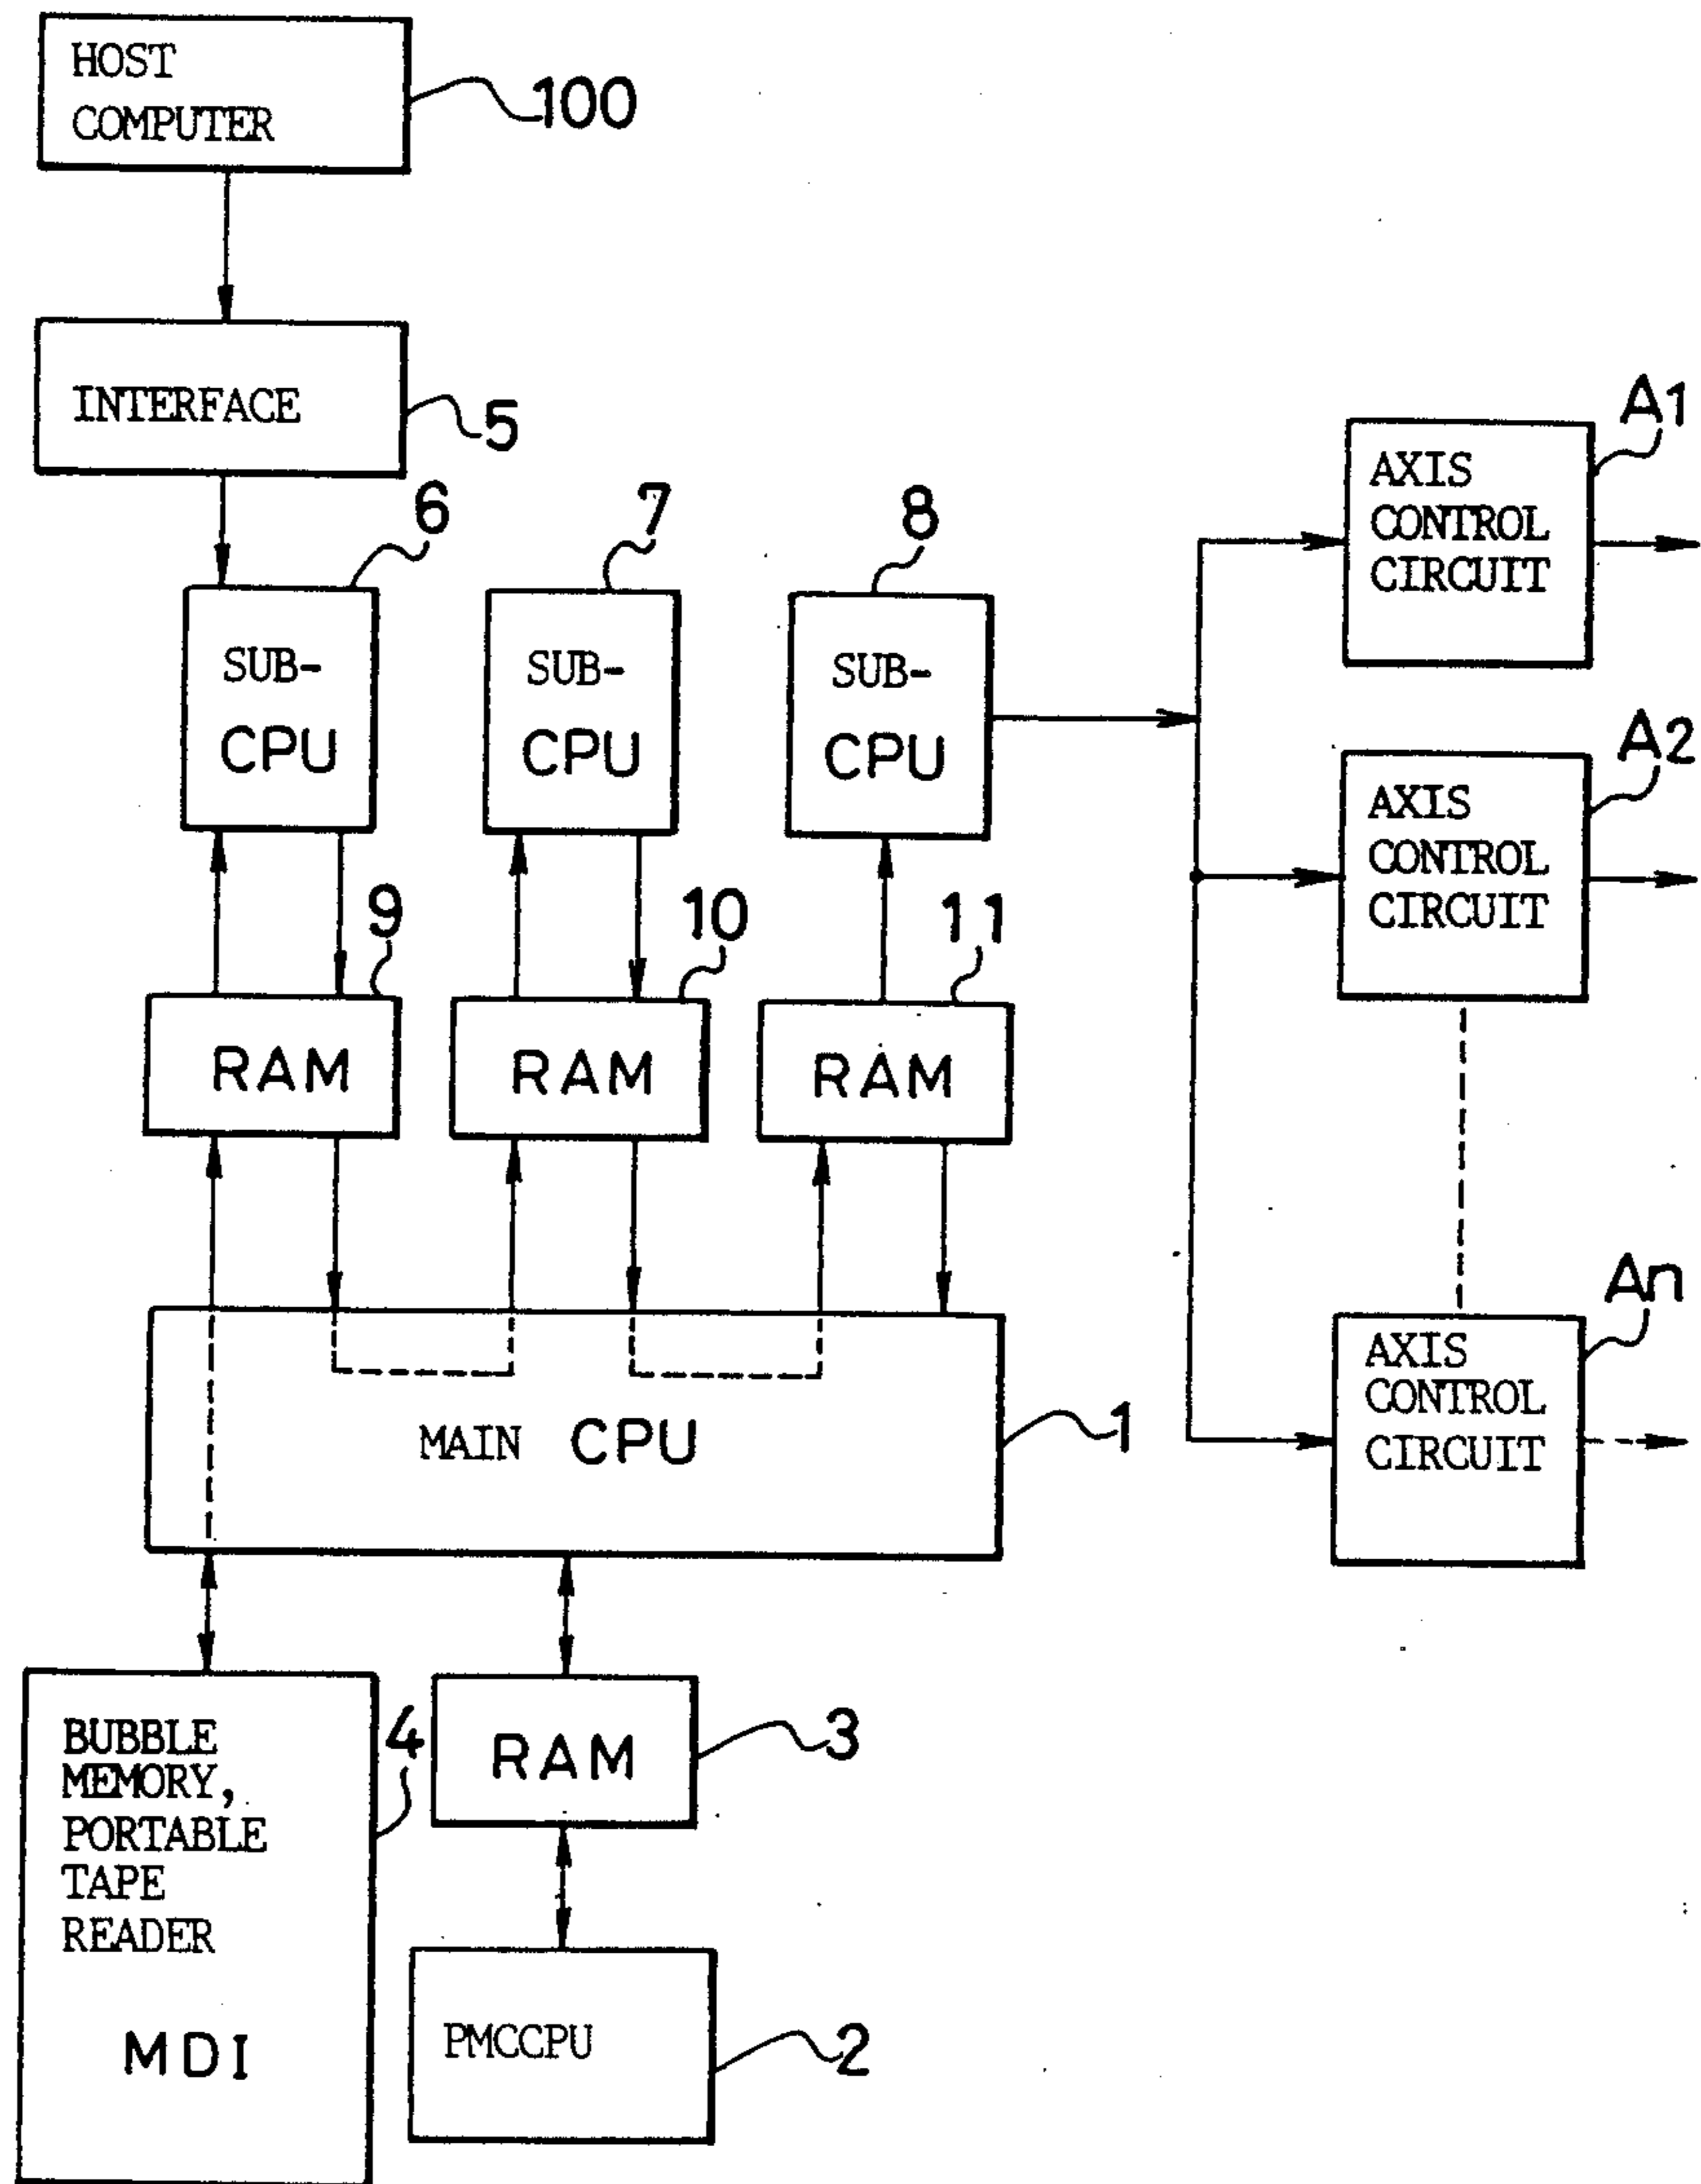 HOST
COMPUTER
100
INTERFACE
5
6
7
8
SUB-
CPU
SUB-
CPU
SUB-
CPU
A1
AXIS
CONTROL
CIRCUIT
A2
AXIS
CONTROL
CIRCUIT
9
10
11
RAM
RAM
RAM
An
AXIS
CONTROL
CIRCUIT
MAIN CPU
1
BUBBLE
MEMORY,
PORTABLE
TAPE
READER
MDI
4
RAM
3
PMCCPU
2